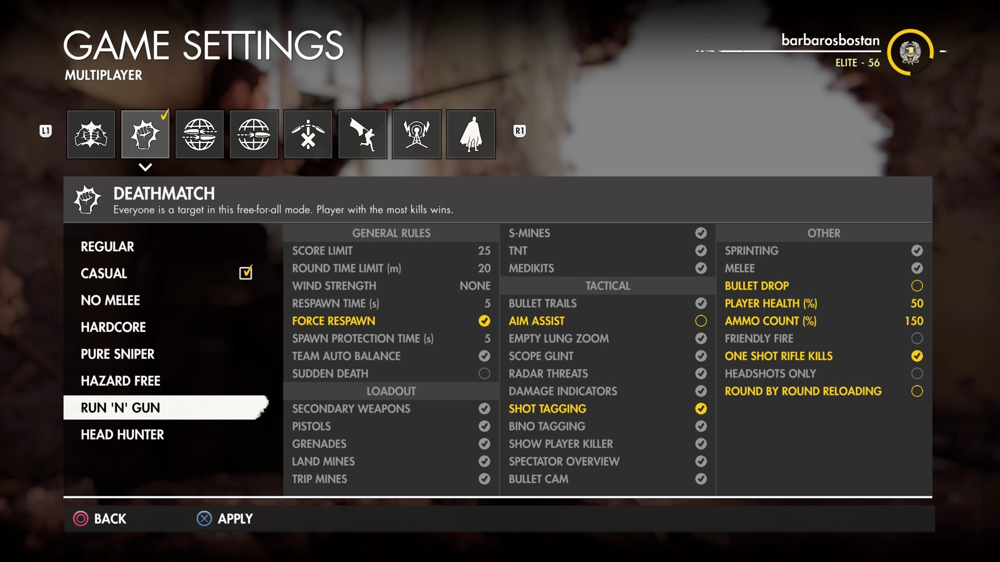 GAME SETTINGS
MULTIPLAYER
barbarosbostan
ELITE - 56
L1
R1
DEATHMATCH
Everyone is a target in this free-for-all mode. Player with the most kills wins.
REGULAR
CASUAL
NO MELEE
HARDCORE
PURE SNIPER
HAZARD FREE
RUN 'N' GUN
HEAD HUNTER
GENERAL RULES
SCORE LIMIT 25
ROUND TIME LIMIT (m) 20
WIND STRENGTH NONE
RESPAWN TIME (s) 5
FORCE RESPAWN
SPAWN PROTECTION TIME (s) 5
TEAM AUTO BALANCE
SUDDEN DEATH
LOADOUT
SECONDARY WEAPONS
PISTOLS
GRENADES
LAND MINES
TRIP MINES
S-MINES
TNT
MEDIKITS
TACTICAL
BULLET TRAILS
AIM ASSIST
EMPTY LUNG ZOOM
SCOPE GLINT
RADAR THREATS
DAMAGE INDICATORS
SHOT TAGGING
BINO TAGGING
SHOW PLAYER KILLER
SPECTATOR OVERVIEW
BULLET CAM
OTHER
SPRINTING
MELEE
BULLET DROP
PLAYER HEALTH (%) 50
AMMO COUNT (%) 150
FRIENDLY FIRE
ONE SHOT RIFLE KILLS
HEADSHOTS ONLY
ROUND BY ROUND RELOADING
BACK
APPLY